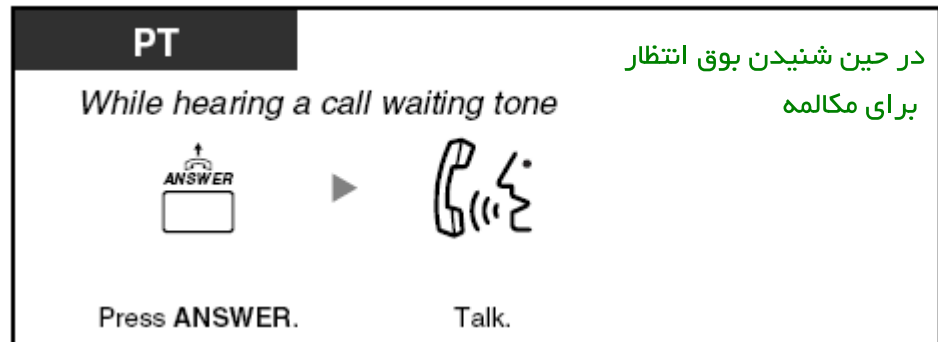 PT
در حین شنیدن بوق انتظار
While hearing a call waiting tone
برای مکالمه
ANSWER
Press ANSWER.
Talk.